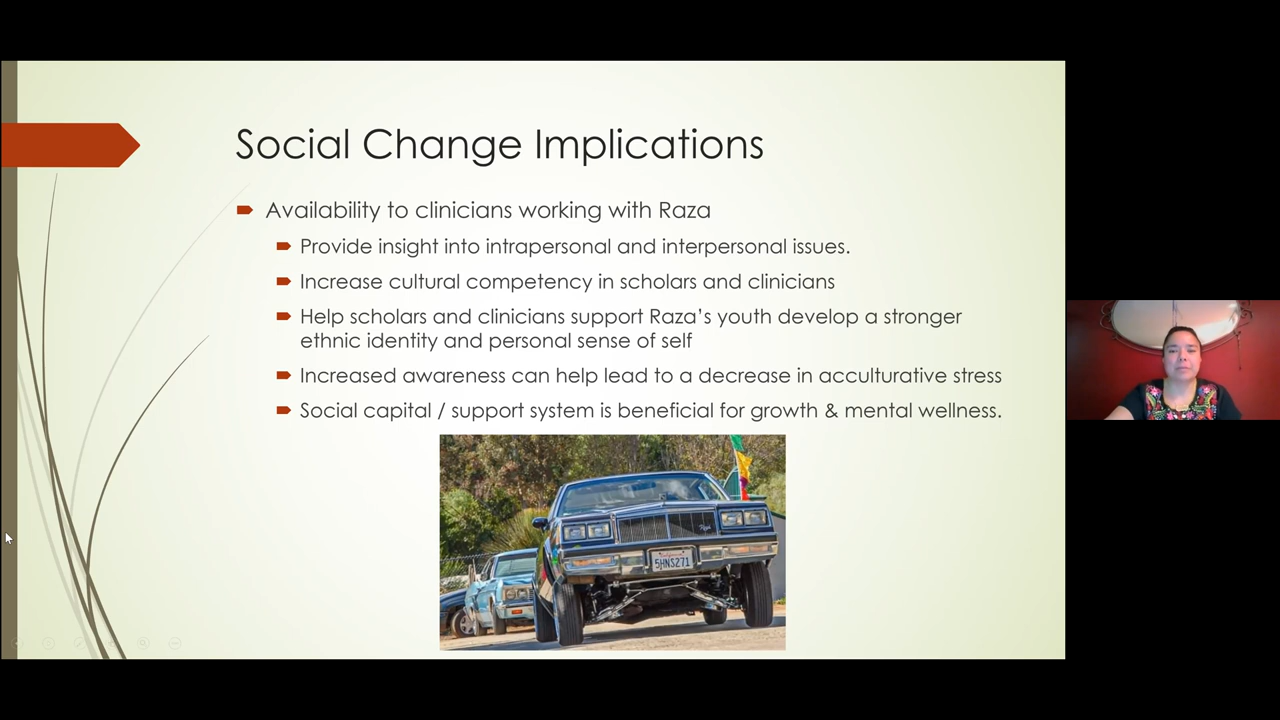 Social Change Implications
Availability to clinicians working with Raza
Provide insight into intrapersonal and interpersonal issues.
Increase cultural competency in scholars and clinicians
Help scholars and clinicians support Raza’s youth develop a stronger
ethnic identity and personal sense of self
Increased awareness can help lead to a decrease in acculturative stress
Social capital / support system is beneficial for growth & mental wellness.
California
5HNS271